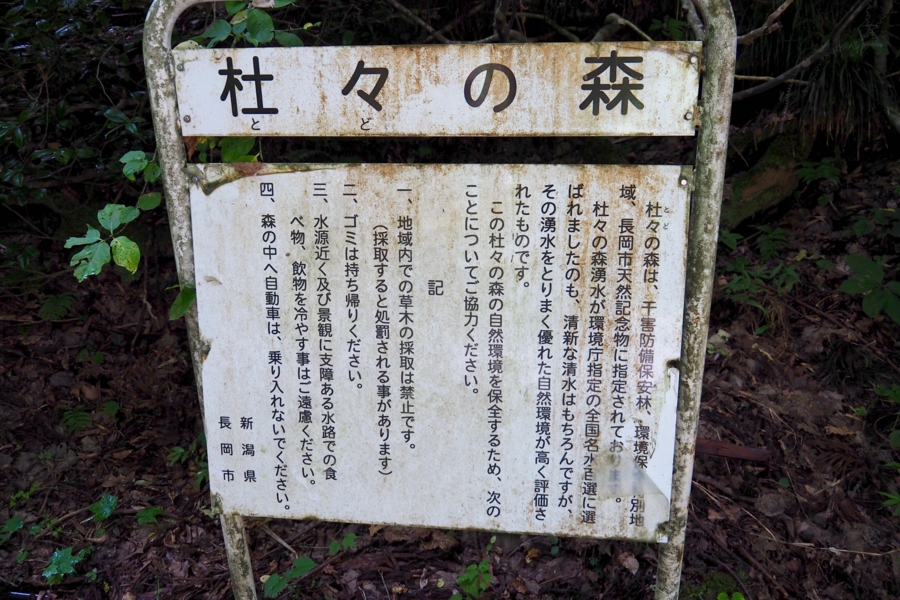 杜々の森
と ど
杜々の森は、干害防備保安林、環境保 別地
とど
域、長岡市天然記念物に指定されており 。
杜々の森湧水が環境庁指定の全国名水 選に選
ばれましたのも、清新な清水はもちろんですが、
その湧水をとりまく優れた自然環境が高く評価さ
れたものです。
この杜々の森の自然環境を保全するため、次の
ことについてご協力ください。
記
一、地域内での草木の採取は禁止です。
(採取すると処罰される事があります)
二、ゴミは持ち帰りください。
三、水源近く及び景観に支障ある水路での食
べ物、飲物を冷やす事はご遠慮ください。
四、森の中へ自動車は、乗り入れないでください。
新潟県
長岡市